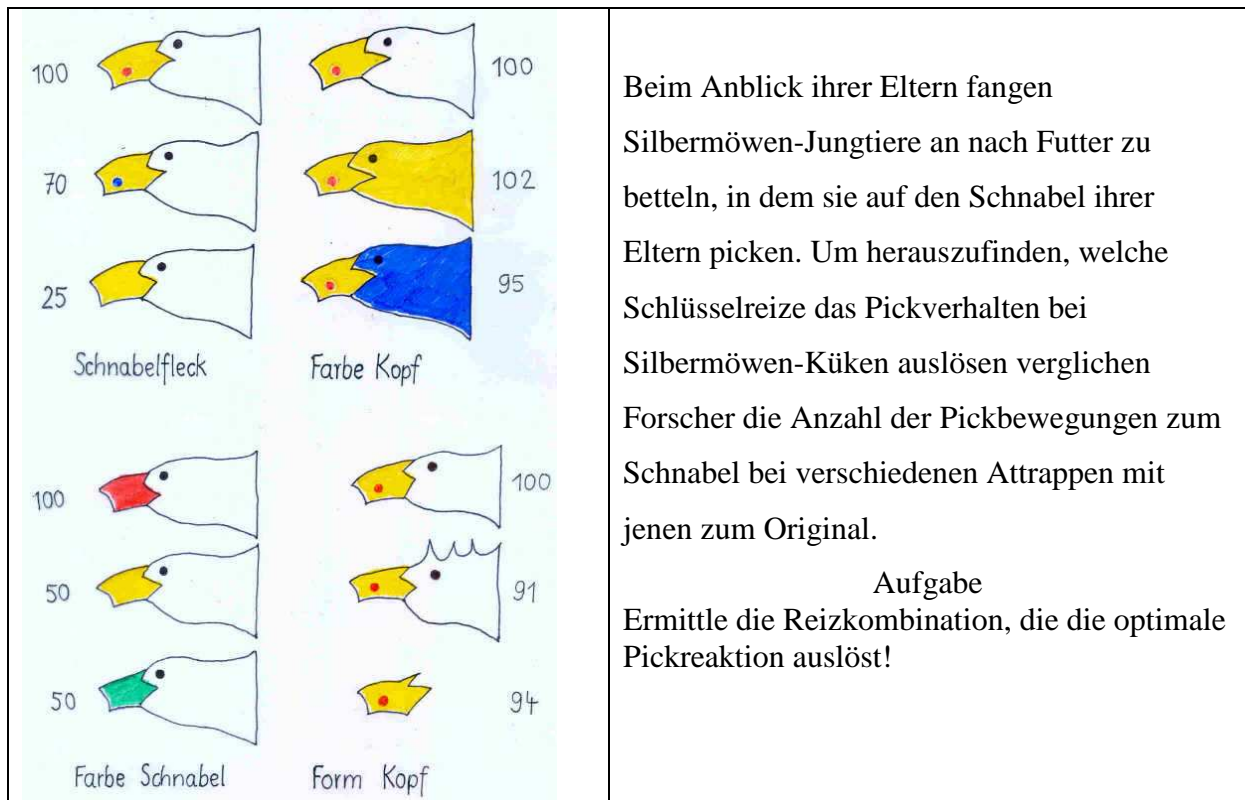 100
70
25
Schnabelfleck
100
102
95
Farbe Kopf
100
50
50
Farbe Schnabel
100
91
94
Form Kopf
Beim Anblick ihrer Eltern fangen
Silbermöwen-Jungtiere an nach Futter zu
betteln, in dem sie auf den Schnabel ihrer
Eltern picken. Um herauszufinden, welche
Schlüsselreize das Pickverhalten bei
Silbermöwen-Küken auslösen verglichen
Forscher die Anzahl der Pickbewegungen zum
Schnabel bei verschiedenen Attrappen mit
jenen zum Original.
Aufgabe
Ermittle die Reizkombination, die die optimale
Pickreaktion auslöst!